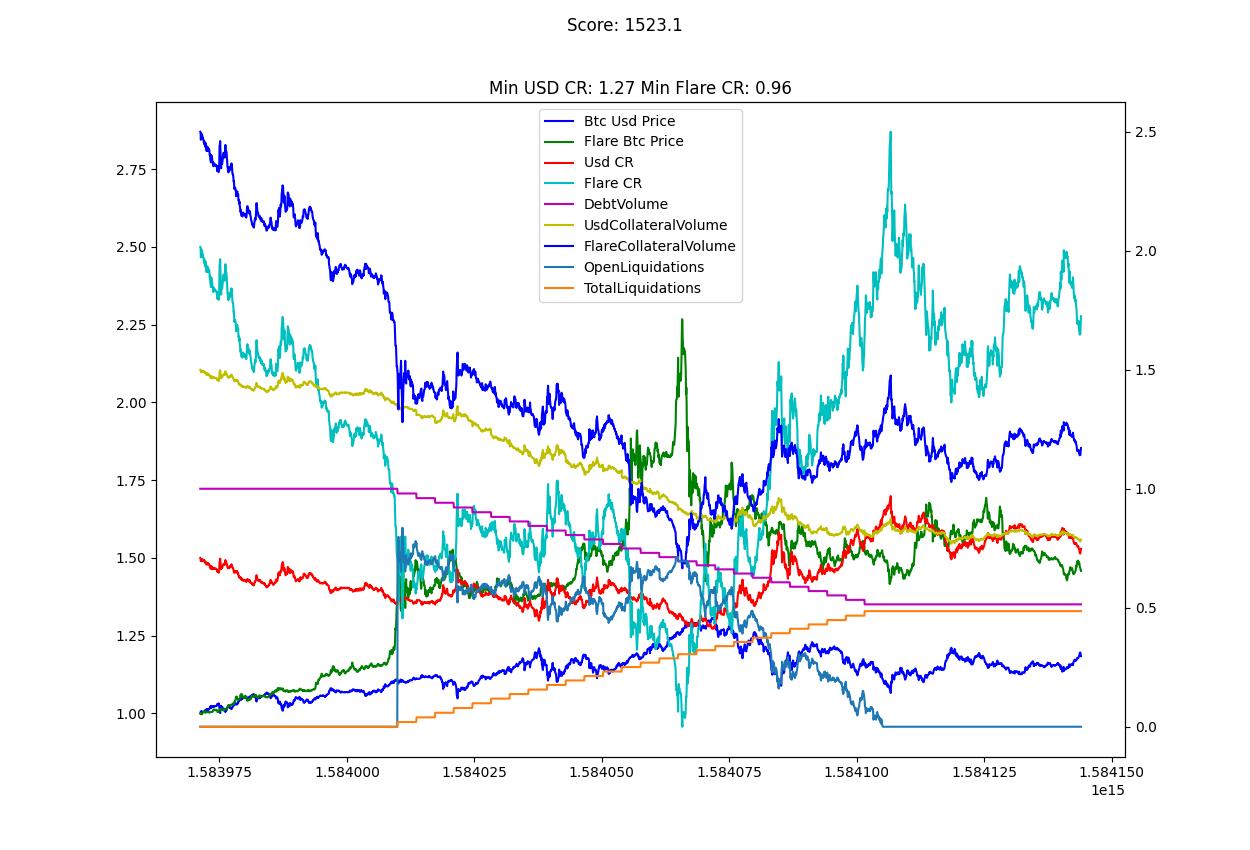 Score: 1523.1
Min USD CR: 1.27 Min Flare CR: 0.96
Btc Usd Price
Flare Btc Price
Usd CR
Flare CR
DebtVolume
UsdCollateralVolume
FlareCollateralVolume
OpenLiquidations
TotalLiquidations
2.75
2.50
2.25
2.00
1.75
1.50
1.25
1.00
2.5
2.0
1.5
1.0
0.5
0.0
1.583975 1.584000 1.584025 1.584050 1.584075 1.584100 1.584125 1.584150
1e15